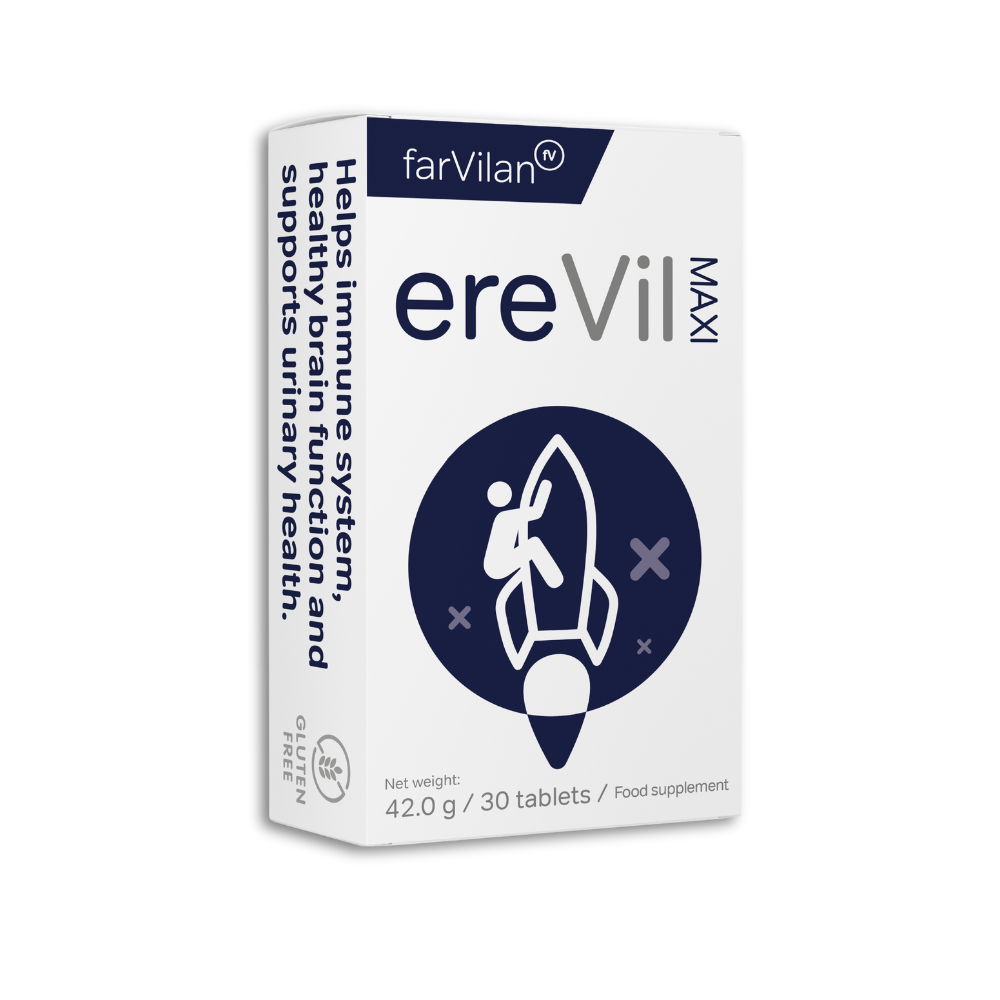 farVilan fV
ereVil MAXI
Net weight:
42.0 g / 30 tablets / Food supplement
Helps immune system,
healthy brain function and
supports urinary health.
GLUTEN
FREE